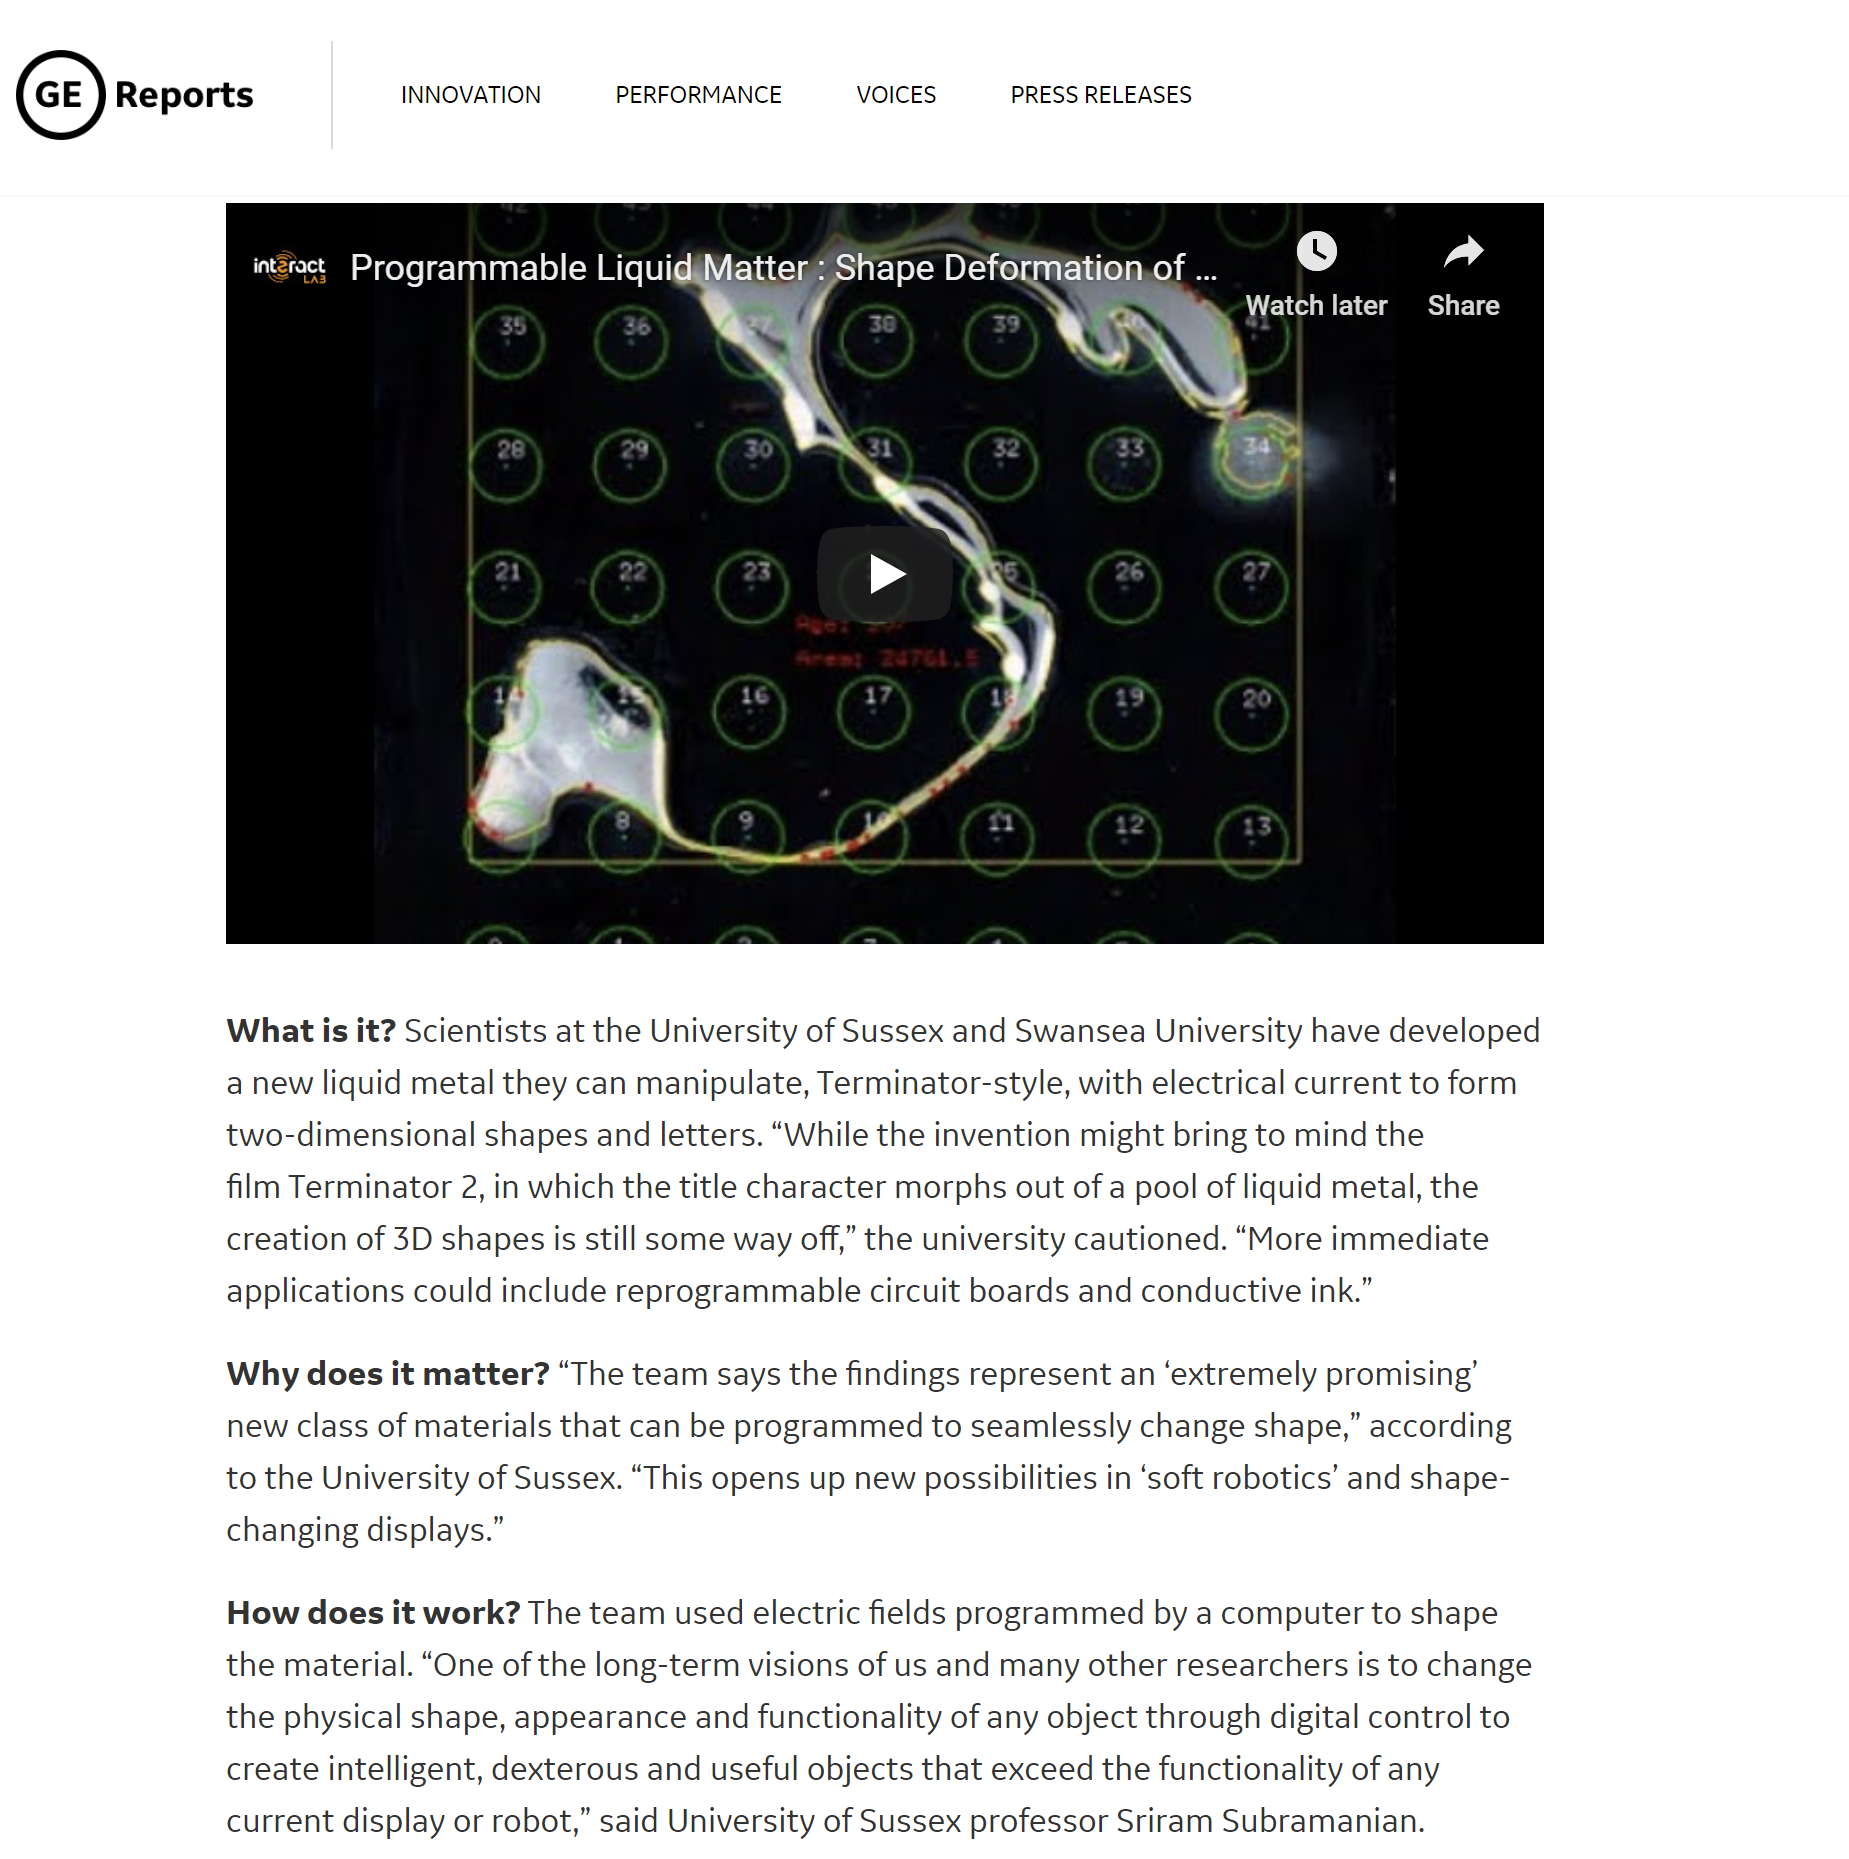 GE Reports
INNOVATION PERFORMANCE VOICES PRESS RELEASES
interact LAB
Programmable Liquid Matter : Shape Deformation of ...
Watch later Share
35 36 37 38 39 41
28 29 30 31 32 33 34
21 22 23 25 26 27
Area: 24761.5
14 15 16 17 18 19 20
8 9 10 11 12 13
What is it? Scientists at the University of Sussex and Swansea University have developed
a new liquid metal they can manipulate, Terminator-style, with electrical current to form
two-dimensional shapes and letters. “While the invention might bring to mind the
film Terminator 2, in which the title character morphs out of a pool of liquid metal, the
creation of 3D shapes is still some way off,” the university cautioned. “More immediate
applications could include reprogrammable circuit boards and conductive ink.”
Why does it matter? “The team says the findings represent an ‘extremely promising’
new class of materials that can be programmed to seamlessly change shape,” according
to the University of Sussex. “This opens up new possibilities in ‘soft robotics’ and shape-
changing displays.”
How does it work? The team used electric fields programmed by a computer to shape
the material. “One of the long-term visions of us and many other researchers is to change
the physical shape, appearance and functionality of any object through digital control to
create intelligent, dexterous and useful objects that exceed the functionality of any
current display or robot,” said University of Sussex professor Sriram Subramanian.